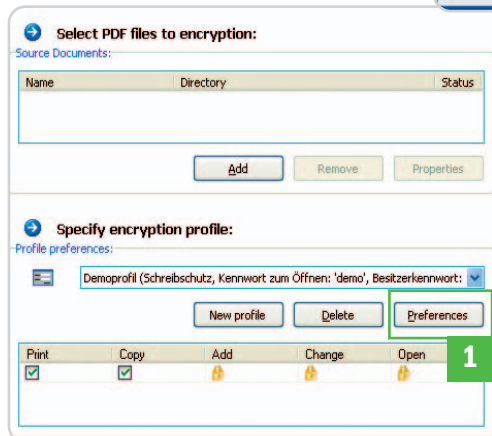 Select PDF files to encryption:
Source Documents:
Name Directory Status
Add Remove Properties
Specify encryption profile:
Profile preferences:
Demoprofil (Schreibschutz, Kennwort zum Öffnen: 'demo', Besitzerkennwort:
New profile Delete Preferences
1
Print Copy Add Change Open